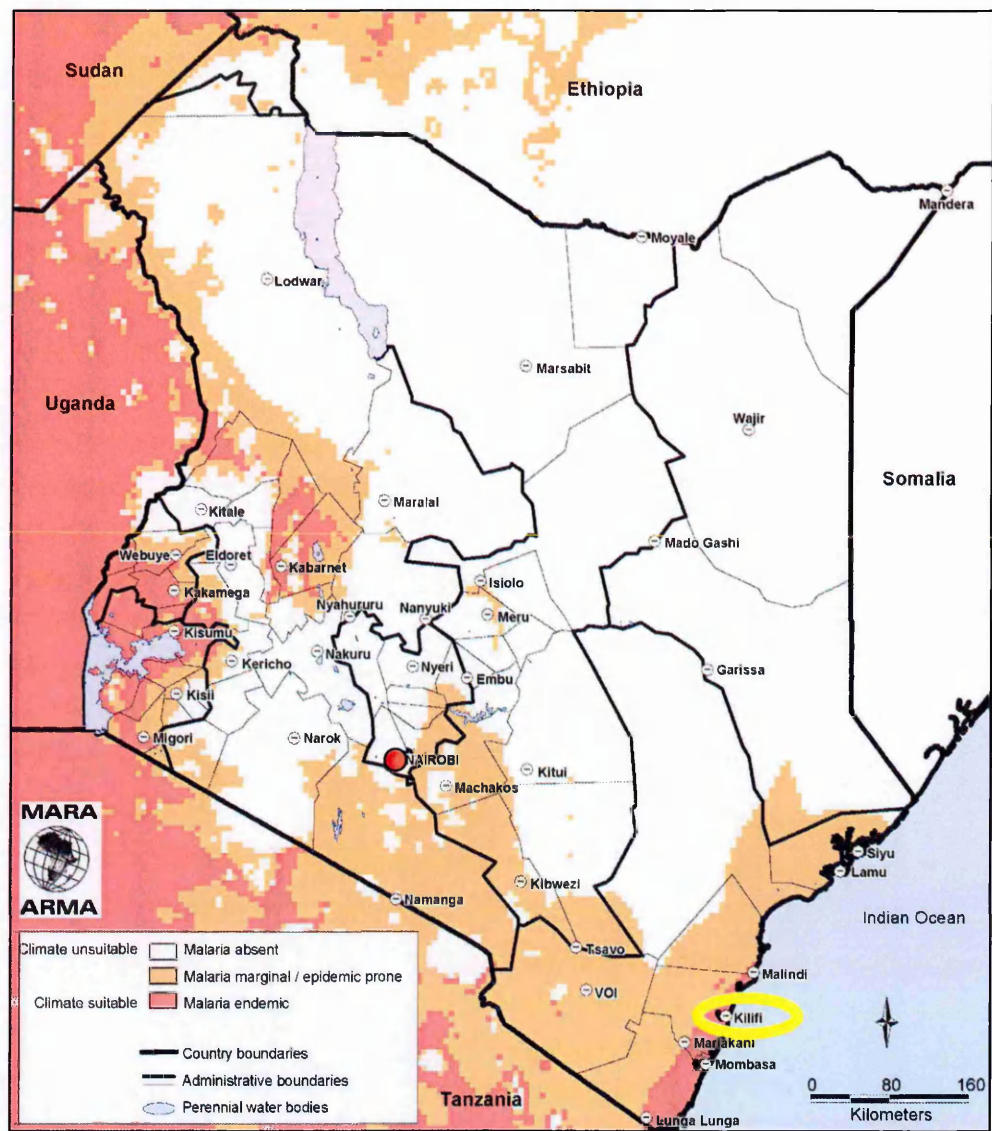 Sudan
Ethiopia
Mandera
Moyale
Lodwar
Marsabit
Uganda
Wajir
Somalia
Maralal
Kitale
Mado Gashi
Webuye
Eldoret
Kabarnet
Isiolo
Kakamega
Nyahururu
Nanyuki
Meru
Kisumu
Nakuru
Nyeri
Kericho
Embu
Garissa
Kisii
Migori
Narok
NAIROBI
Kitui
Machakos
MARA
ARMA
Siyu
Lamu
Kibwezi
Namanga
Indian Ocean
Tsavo
Malindi
VOI
Kilifi
Mariakani
Mombasa
Tanzania
Lunga Lunga
Climate unsuitable
Malaria absent
Malaria marginal / epidemic prone
Climate suitable
Malaria endemic
Country boundaries
Administrative boundaries
Perennial water bodies
0 80 160
Kilometers